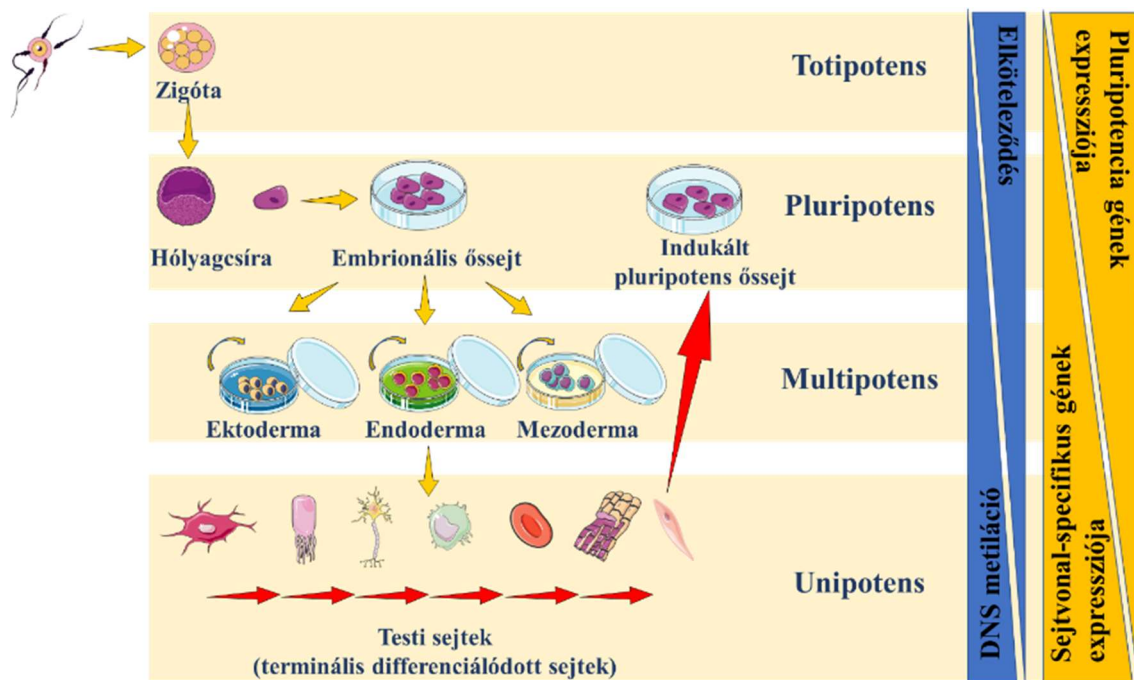 Zigóta
Totipotens
Hólyagcsíra
Embrionális őssejt
Indukált
pluripotens őssejt
Pluripotens
Ektoderma
Endoderma
Mezoderma
Multipotens
Unipotens
Testi sejtek
(terminális differenciálódott sejtek)
Elköteleződés
DNS metiláció
Pluripotencia gének
expressziója
Sejtvonal-specifikus gének
expressziója